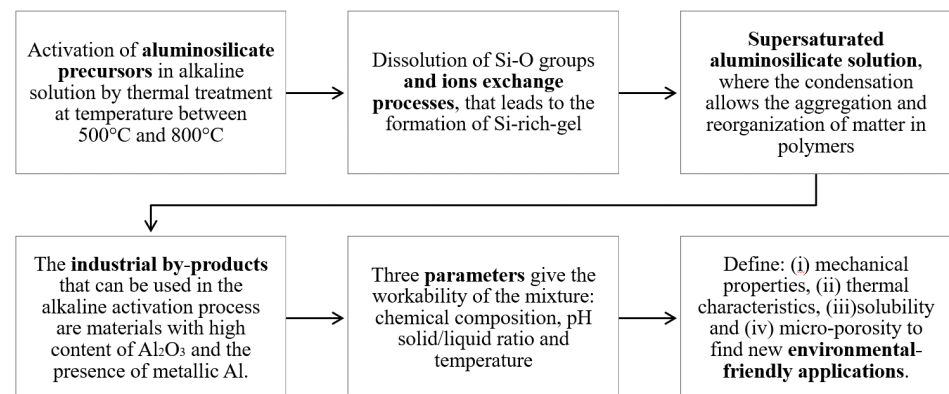 Activation of aluminosilicate
precursors in alkaline
solution by thermal treatment
at temperature between
500°C and 800°C
Dissolution of Si-O groups
and ions exchange
processes, that leads to the
formation of Si-rich-gel
Supersaturated
aluminosilicate solution,
where the condensation
allows the aggregation and
reorganization of matter in
polymers
The industrial by-products
that can be used in the
alkaline activation process
are materials with high
content of Al₂O₃ and the
presence of metallic Al.
Three parameters give the
workability of the mixture:
chemical composition, pH
solid/liquid ratio and
temperature
Define: (i) mechanical
properties, (ii) thermal
characteristics, (iii)solubility
and (iv) micro-porosity to
find new environmental-
friendly applications.